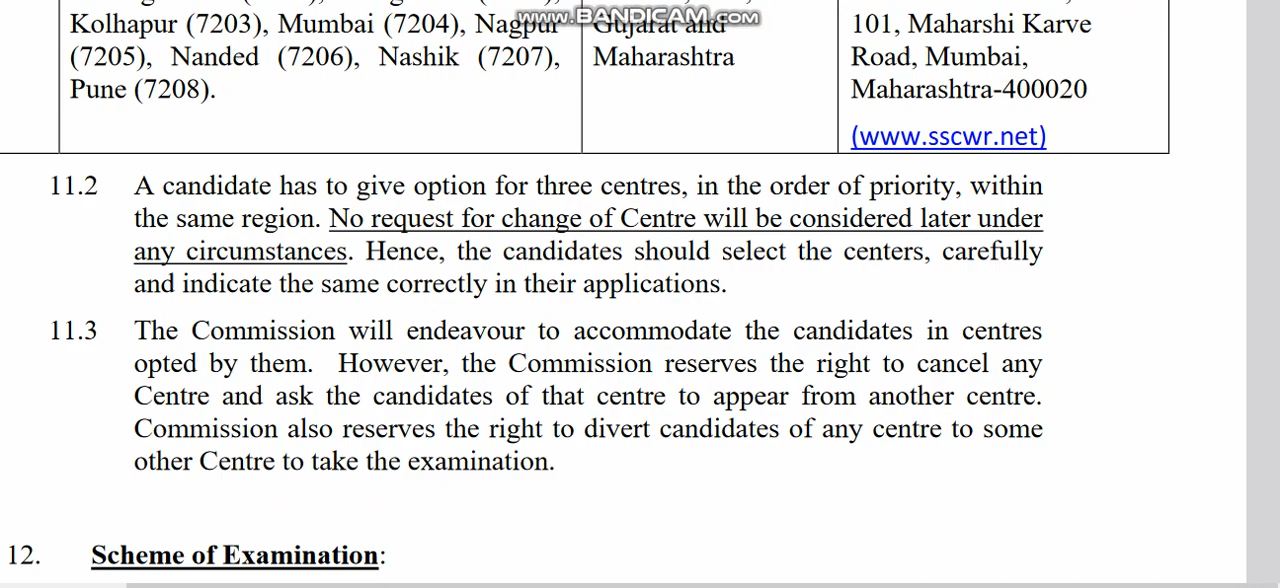 www.BANDICAM.com
Kolhapur (7203), Mumbai (7204), Nagpur
(7205), Nanded (7206), Nashik (7207),
Pune (7208).
Gujarat and
Maharashtra
101, Maharshi Karve
Road, Mumbai,
Maharashtra-400020
(www.sscwr.net)
11.2 A candidate has to give option for three centres, in the order of priority, within
the same region. No request for change of Centre will be considered later under
any circumstances. Hence, the candidates should select the centers, carefully
and indicate the same correctly in their applications.
11.3 The Commission will endeavour to accommodate the candidates in centres
opted by them. However, the Commission reserves the right to cancel any
Centre and ask the candidates of that centre to appear from another centre.
Commission also reserves the right to divert candidates of any centre to some
other Centre to take the examination.
12. Scheme of Examination: